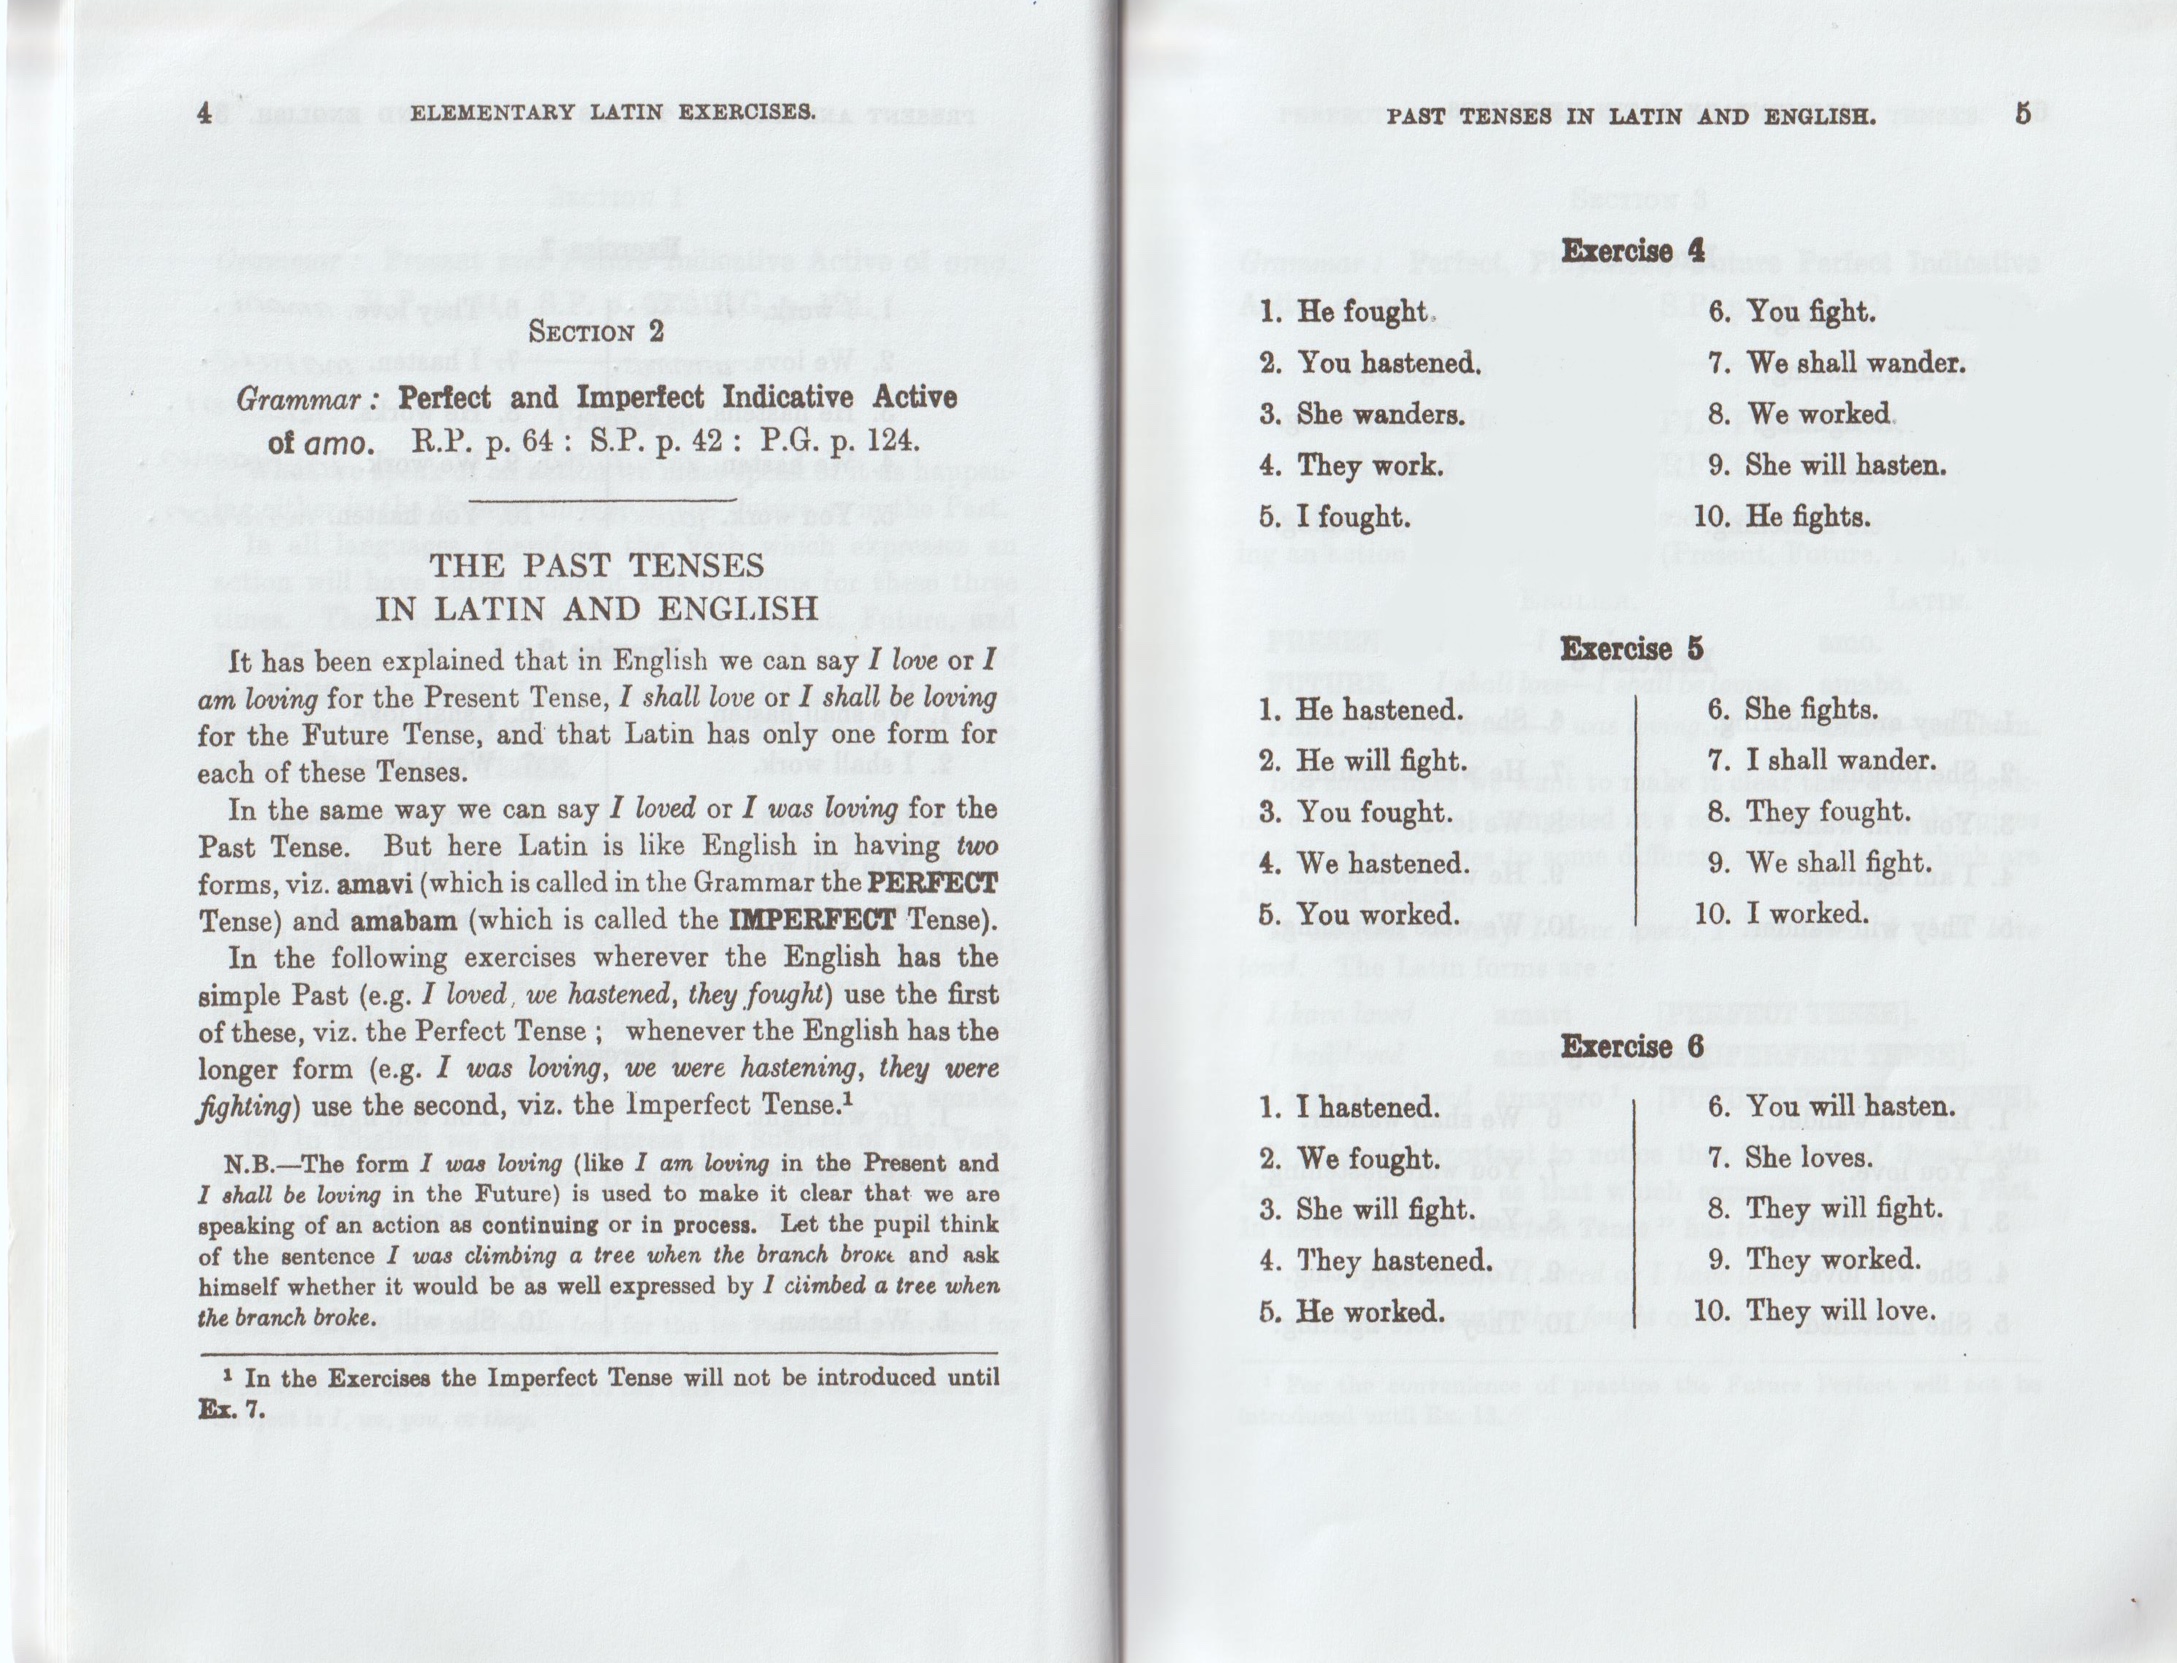 4 ELEMENTARY LATIN EXERCISES.
SECTION 2
Grammar : Perfect and Imperfect Indicative Active
of amo. R.P. p. 64 : S.P. p. 42 : P.G. p. 124.
THE PAST TENSES
IN LATIN AND ENGLISH
It has been explained that in English we can say I love or I
am loving for the Present Tense, I shall love or I shall be loving
for the Future Tense, and that Latin has only one form for
each of these Tenses.
In the same way we can say I loved or I was loving for the
Past Tense. But here Latin is like English in having two
forms, viz. amavi (which is called in the Grammar the PERFECT
Tense) and amabam (which is called the IMPERFECT Tense).
In the following exercises wherever the English has the
simple Past (e.g. I loved, we hastened, they fought) use the first
of these, viz. the Perfect Tense ; whenever the English has the
longer form (e.g. I was loving, we were hastening, they were
fighting) use the second, viz. the Imperfect Tense.¹
N.B.—The form I was loving (like I am loving in the Present and
I shall be loving in the Future) is used to make it clear that we are
speaking of an action as continuing or in process. Let the pupil think
of the sentence I was climbing a tree when the branch broke and ask
himself whether it would be as well expressed by I climbed a tree when
the branch broke.
¹ In the Exercises the Imperfect Tense will not be introduced until
Ex. 7.
PAST TENSES IN LATIN AND ENGLISH. 5
Exercise 4
1. He fought.
2. You hastened.
3. She wanders.
4. They work.
5. I fought.
6. You fight.
7. We shall wander.
8. We worked.
9. She will hasten.
10. He fights.
Exercise 5
1. He hastened.
2. He will fight.
3. You fought.
4. We hastened.
5. You worked.
6. She fights.
7. I shall wander.
8. They fought.
9. We shall fight.
10. I worked.
Exercise 6
1. I hastened.
2. We fought.
3. She will fight.
4. They hastened.
5. He worked.
6. You will hasten.
7. She loves.
8. They will fight.
9. They worked.
10. They will love.